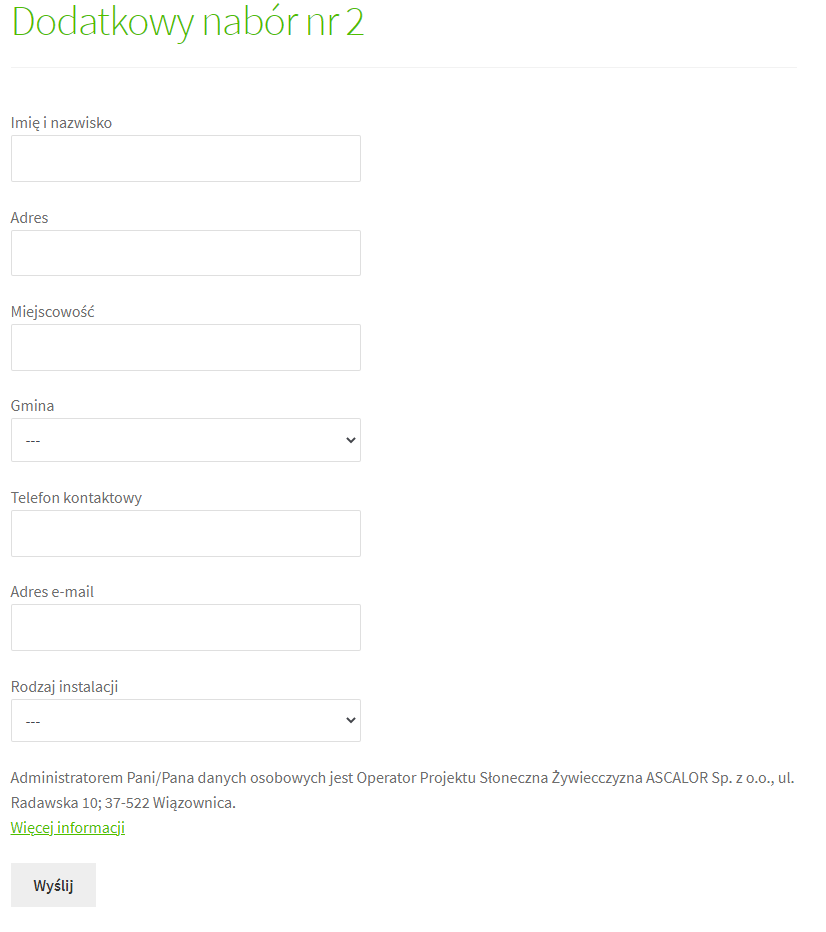 Dodatkowy nabór nr 2
Imię i nazwisko
Adres
Miejscowość
Gmina
---
Telefon kontaktowy
Adres e-mail
Rodzaj instalacji
---
Administratorem Pani/Pana danych osobowych jest Operator Projektu Słoneczna Żywiecczyzna ASCALOR Sp. z o.o., ul.
Radawska 10; 37-522 Wiązownica.
Więcej informacji
Wyślij